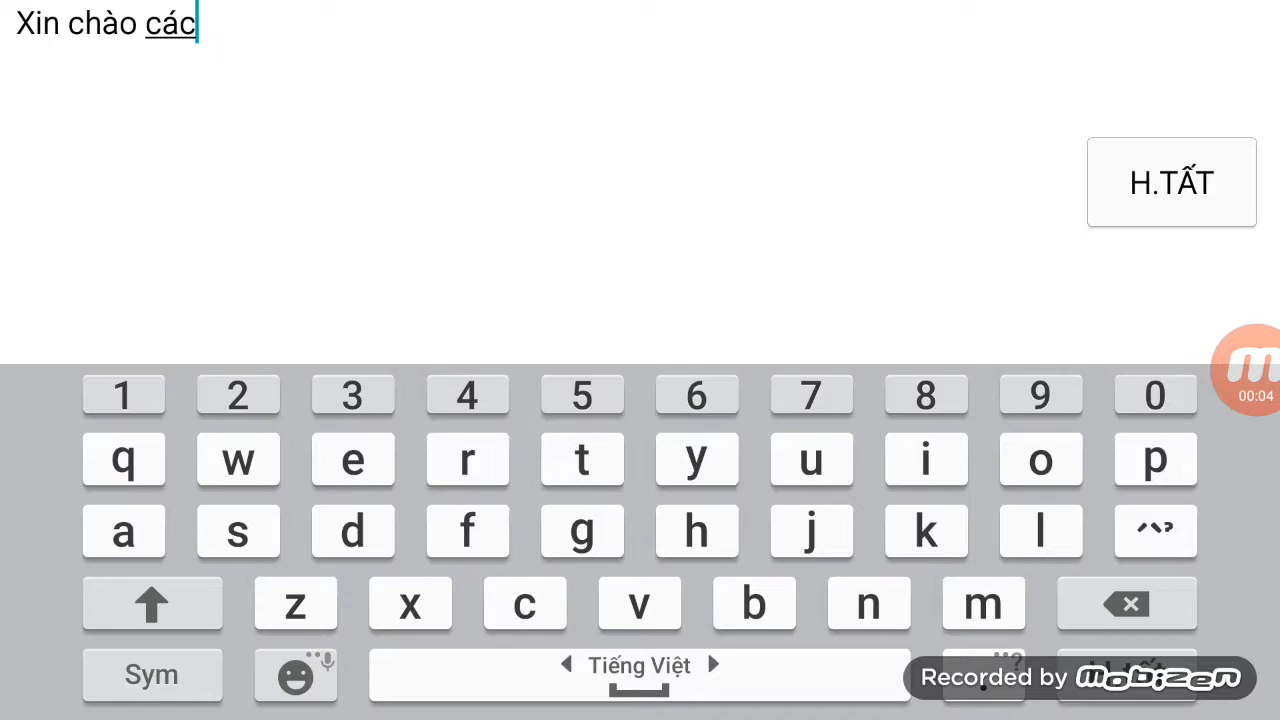 Xin chào các
H.TẤT
00:04
1 2 3 4 5 6 7 8 9 0
q w e r t y u i o p
a s d f g h j k l
z x c v b n m
Sym Tiếng Việt
Recorded by mobizen